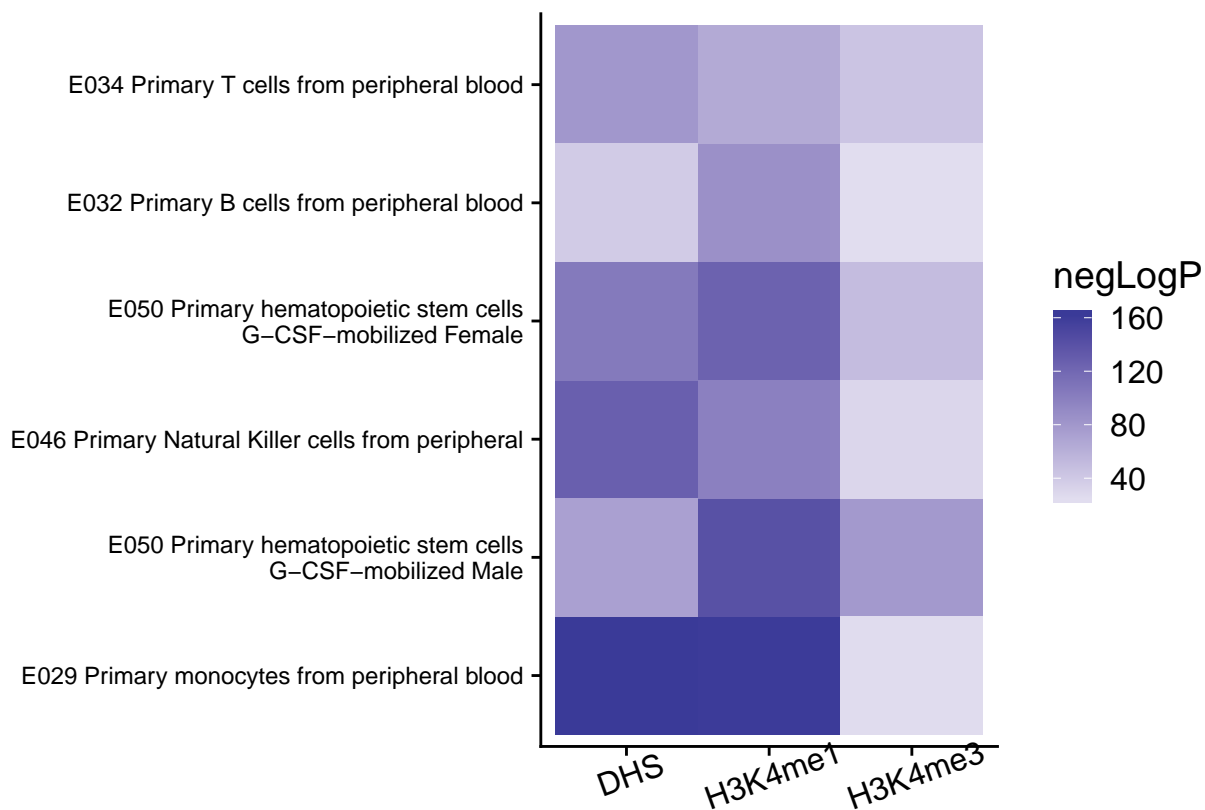 E034 Primary T cells from peripheral blood
E032 Primary B cells from peripheral blood
E050 Primary hematopoietic stem cells
G−CSF−mobilized Female
E046 Primary Natural Killer cells from peripheral
E050 Primary hematopoietic stem cells
G−CSF−mobilized Male
E029 Primary monocytes from peripheral blood
DHS
H3K4me1
H3K4me3
negLogP
160
120
80
40